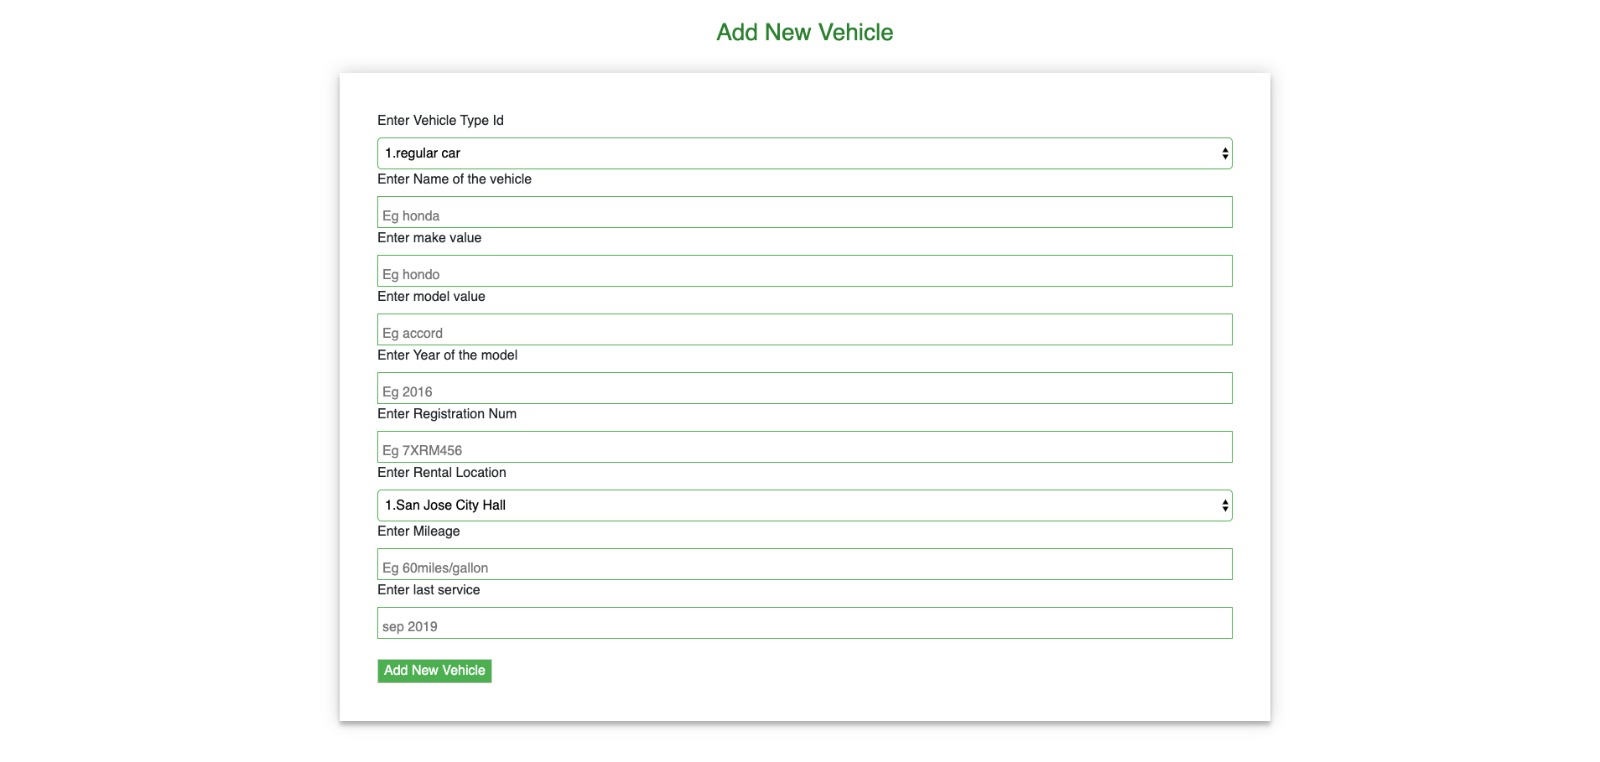 Add New Vehicle
Enter Vehicle Type Id
1.regular car
Enter Name of the vehicle
Eg honda
Enter make value
Eg hondo
Enter model value
Eg accord
Enter Year of the model
Eg 2016
Enter Registration Num
Eg 7XRM456
Enter Rental Location
1.San Jose City Hall
Enter Mileage
Eg 60miles/gallon
Enter last service
sep 2019
Add New Vehicle